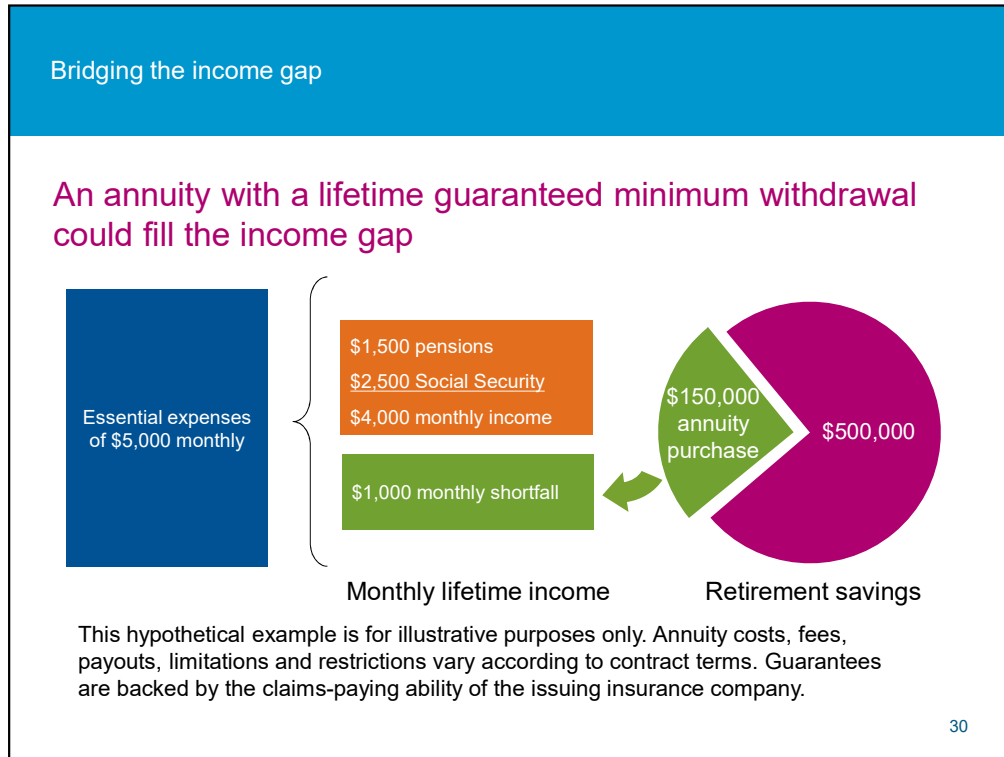 Bridging the income gap
An annuity with a lifetime guaranteed minimum withdrawal
could fill the income gap
Essential expenses
of $5,000 monthly
$1,500 pensions
$2,500 Social Security
$4,000 monthly income
$1,000 monthly shortfall
$150,000
annuity
purchase
$500,000
Monthly lifetime income
Retirement savings
This hypothetical example is for illustrative purposes only. Annuity costs, fees,
payouts, limitations and restrictions vary according to contract terms. Guarantees
are backed by the claims-paying ability of the issuing insurance company.
30